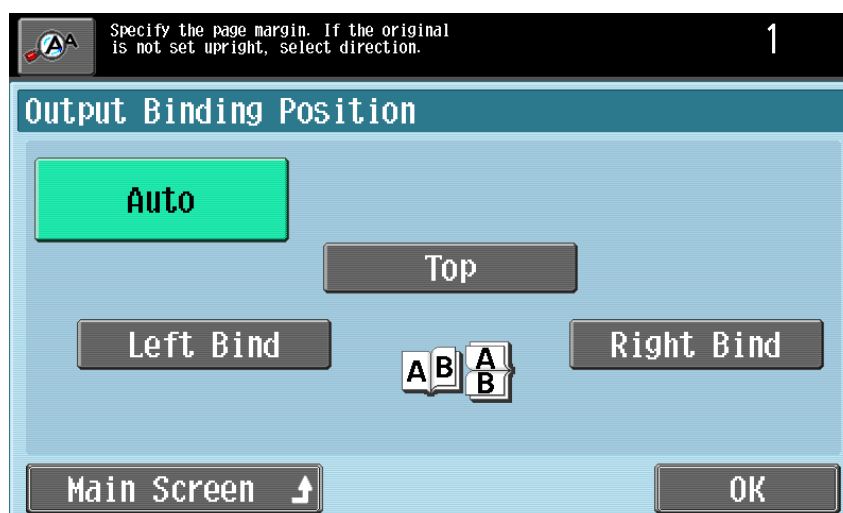 AA
Specify the page margin. If the original
is not set upright, select direction.
1
Output Binding Position
Auto
Top
Left Bind
Right Bind
A B A
B
Main Screen
OK